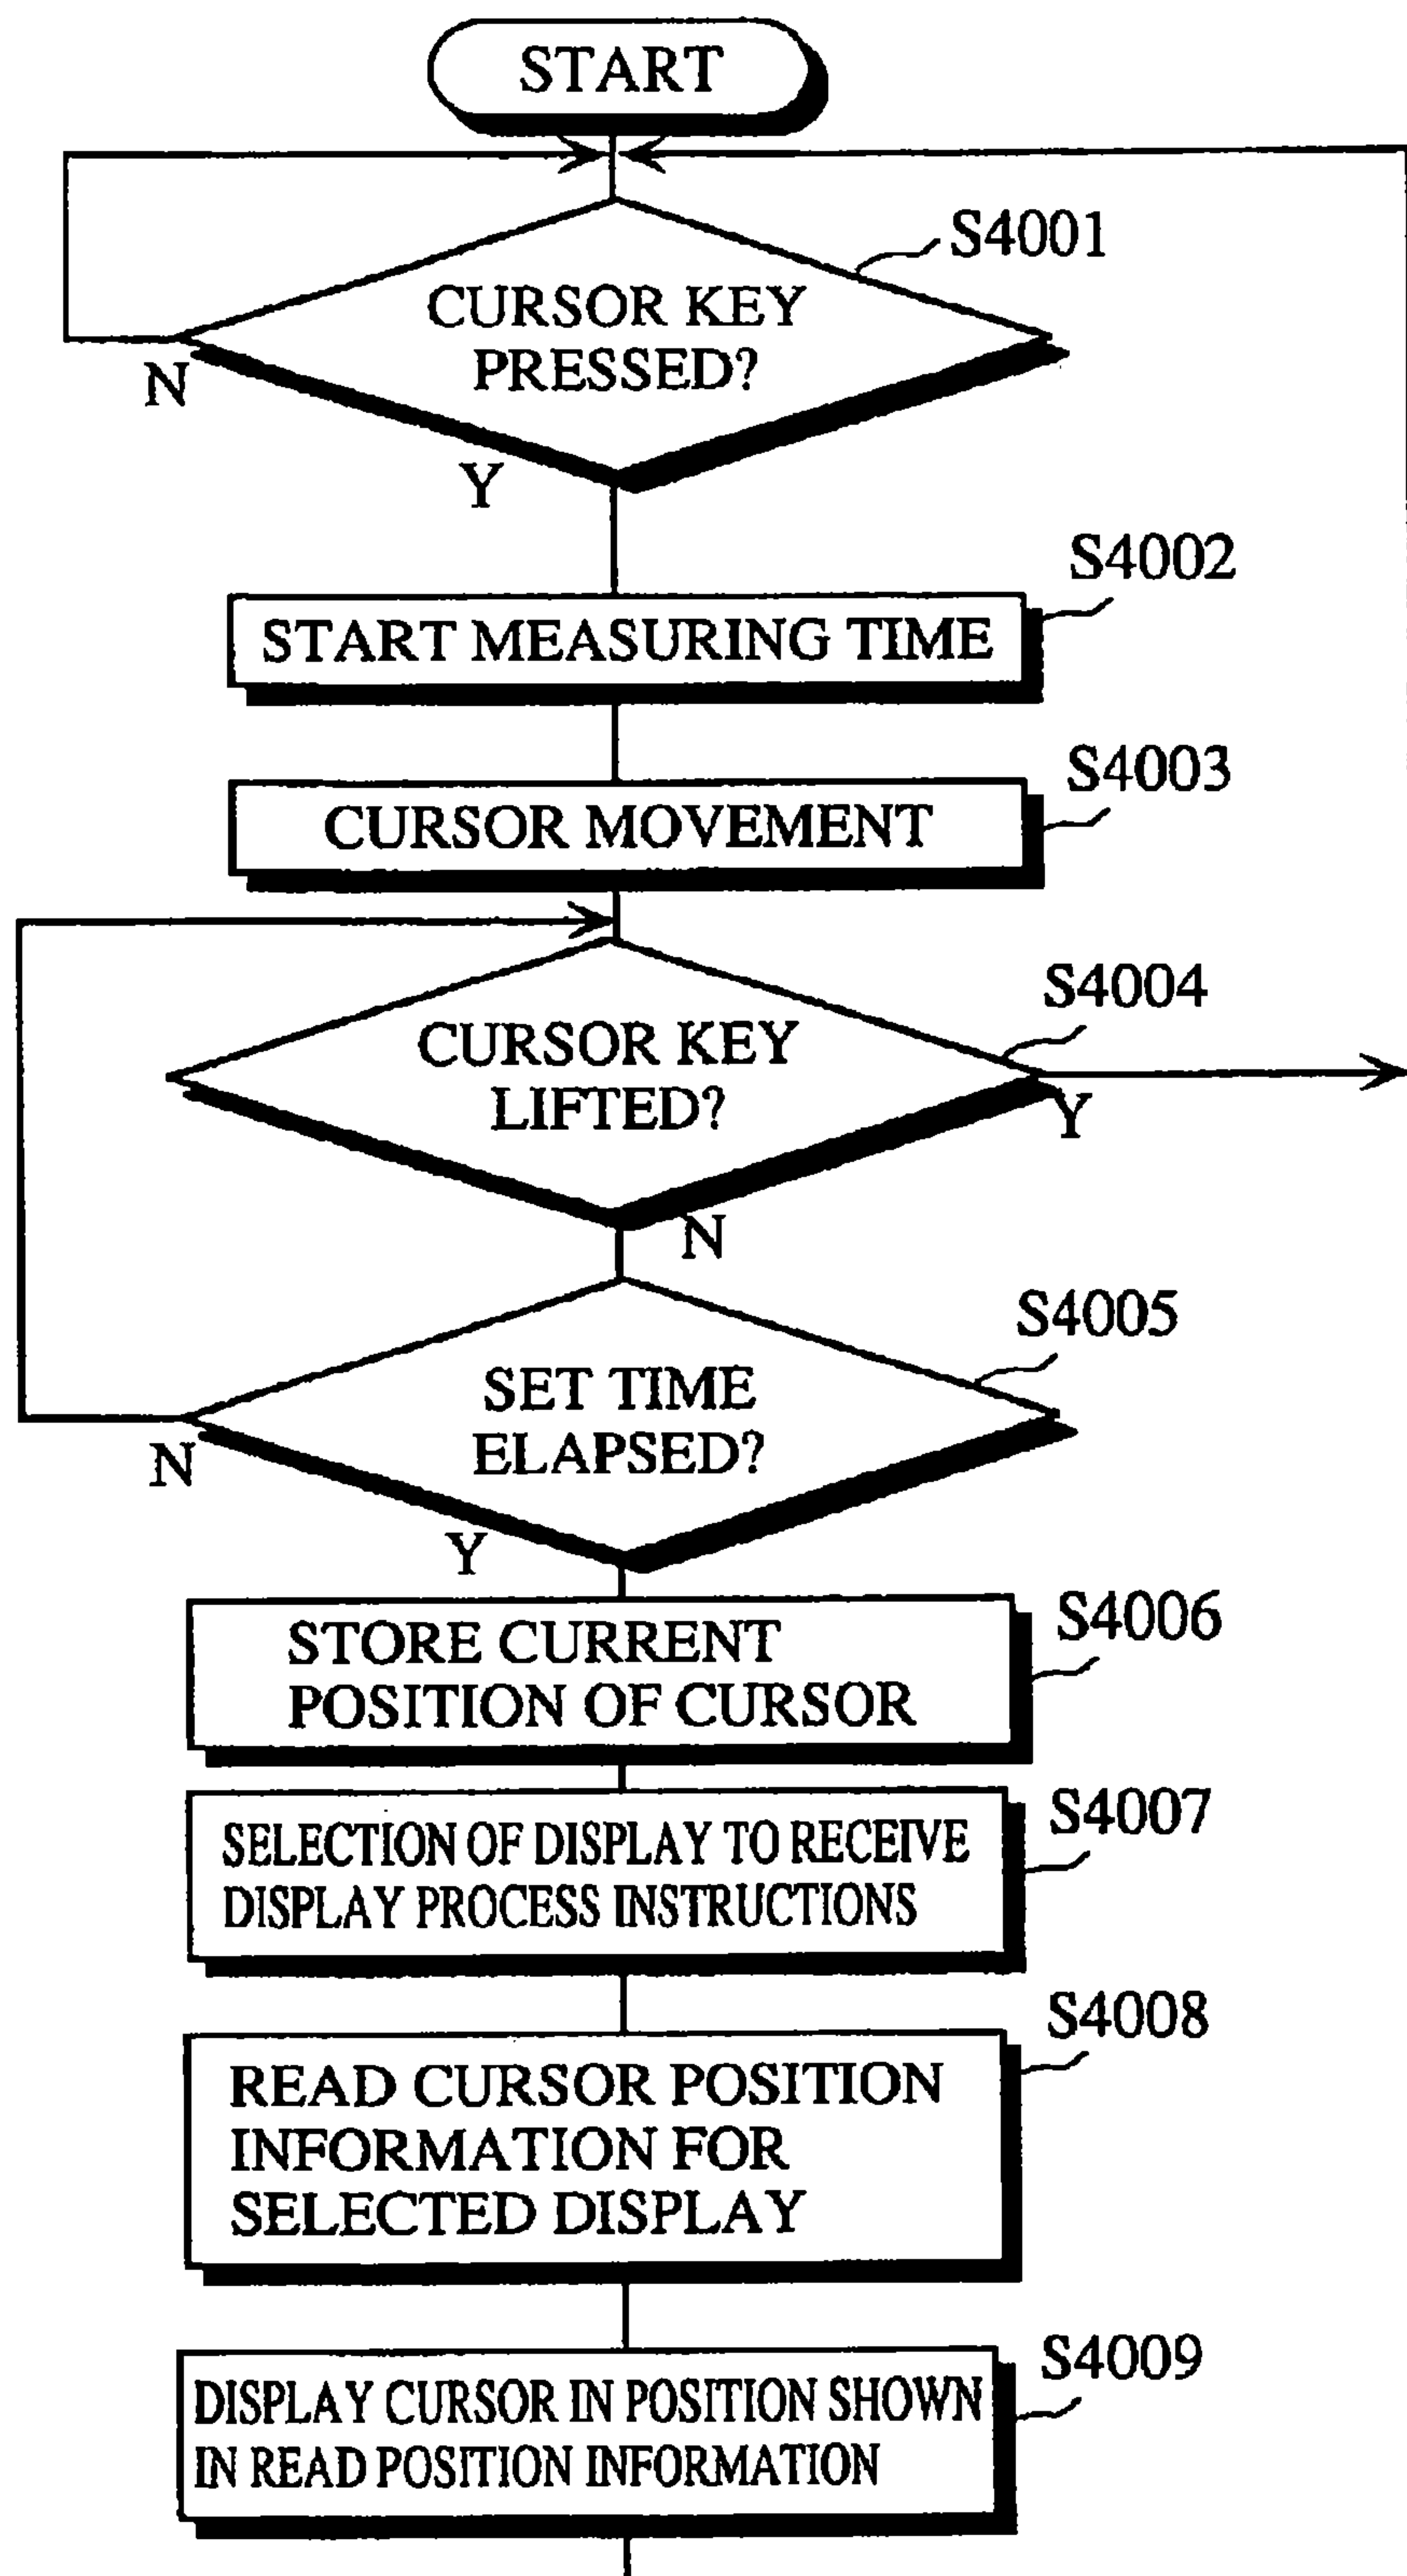 START
S4001
CURSOR KEY
PRESSED?
N
Y
S4002
START MEASURING TIME
S4003
CURSOR MOVEMENT
S4004
CURSOR KEY
LIFTED?
Y
N
S4005
SET TIME
ELAPSED?
N
Y
S4006
STORE CURRENT
POSITION OF CURSOR
S4007
SELECTION OF DISPLAY TO RECEIVE
DISPLAY PROCESS INSTRUCTIONS
S4008
READ CURSOR POSITION
INFORMATION FOR
SELECTED DISPLAY
S4009
DISPLAY CURSOR IN POSITION SHOWN
IN READ POSITION INFORMATION